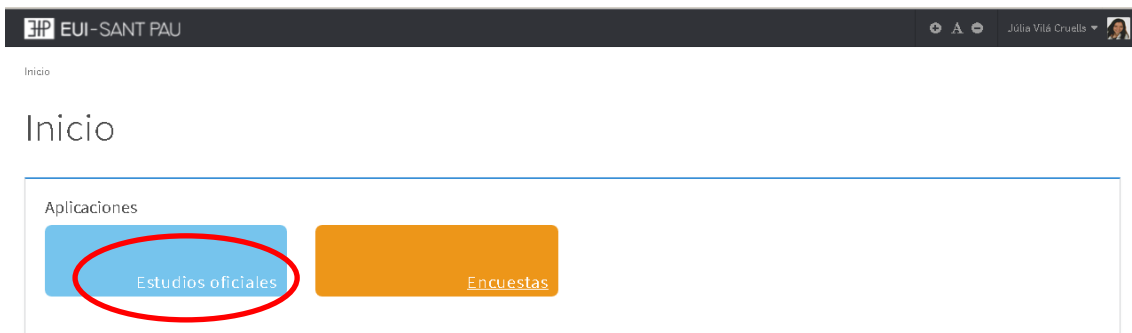 EUI-SANT PAU
A
Júlia Vilá Cruells
Inicio
Inicio
Aplicaciones
Estudios oficiales
Encuestas